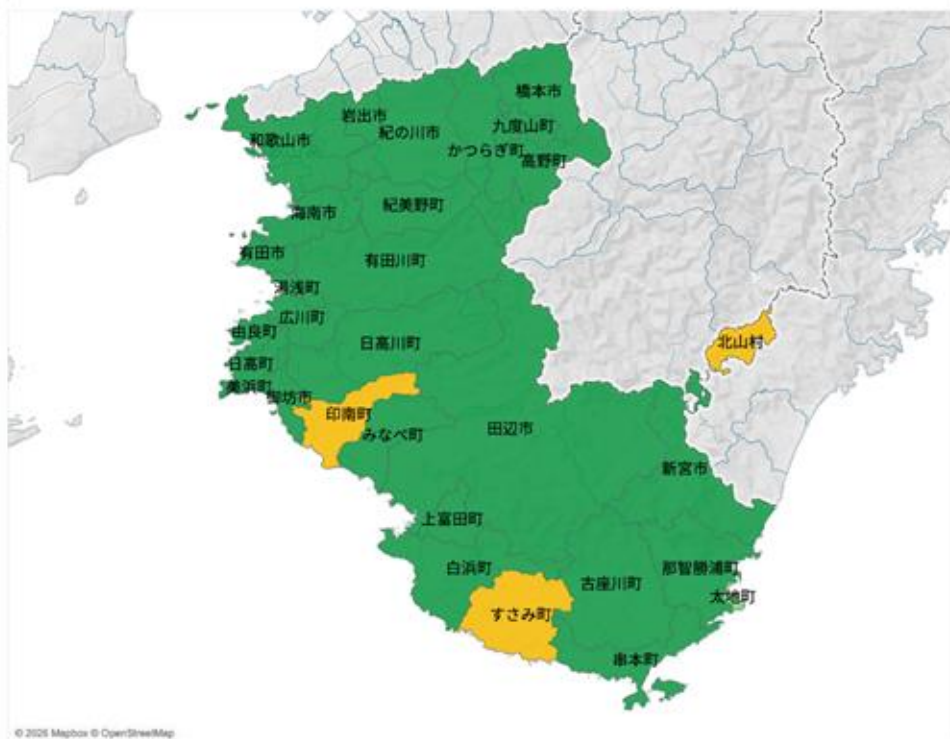 橋本市
岩出市
九度山町
紀の川市
和歌山市
かつらぎ町
高野町
紀美野町
海南市
有田市
有田川町
湯浅町
広川町
由良町
北山村
日高川町
日高町
美浜町
御坊市
印南町
みなべ町
田辺市
新宮市
上富田町
白浜町
那智勝浦町
古座川町
太地町
すさみ町
串本町
© 2026 Mapbox © OpenStreetMap